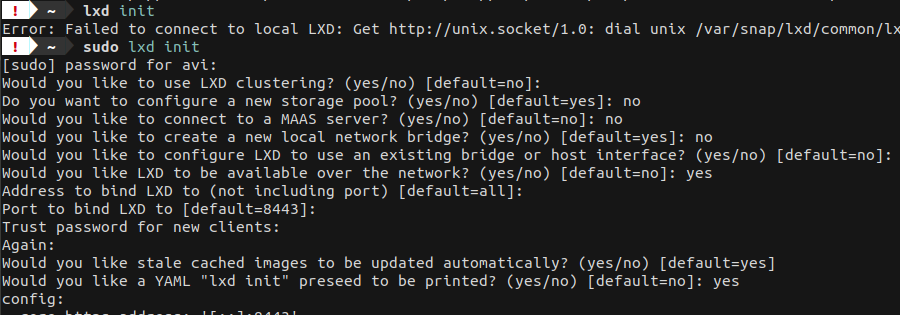 ! ~ lxd init
Error: Failed to connect to local LXD: Get http://unix.socket/1.0: dial unix /var/snap/lxd/common/lx
! ~ sudo lxd init
[sudo] password for avi:
Would you like to use LXD clustering? (yes/no) [default=no]:
Do you want to configure a new storage pool? (yes/no) [default=yes]: no
Would you like to connect to a MAAS server? (yes/no) [default=no]: no
Would you like to create a new local network bridge? (yes/no) [default=yes]: no
Would you like to configure LXD to use an existing bridge or host interface? (yes/no) [default=no]:
Would you like LXD to be available over the network? (yes/no) [default=no]: yes
Address to bind LXD to (not including port) [default=all]:
Port to bind LXD to [default=8443]:
Trust password for new clients:
Again:
Would you like stale cached images to be updated automatically? (yes/no) [default=yes]
Would you like a YAML "lxd init" preseed to be printed? (yes/no) [default=no]: yes
config:
core.https_address: '[::]:8443'